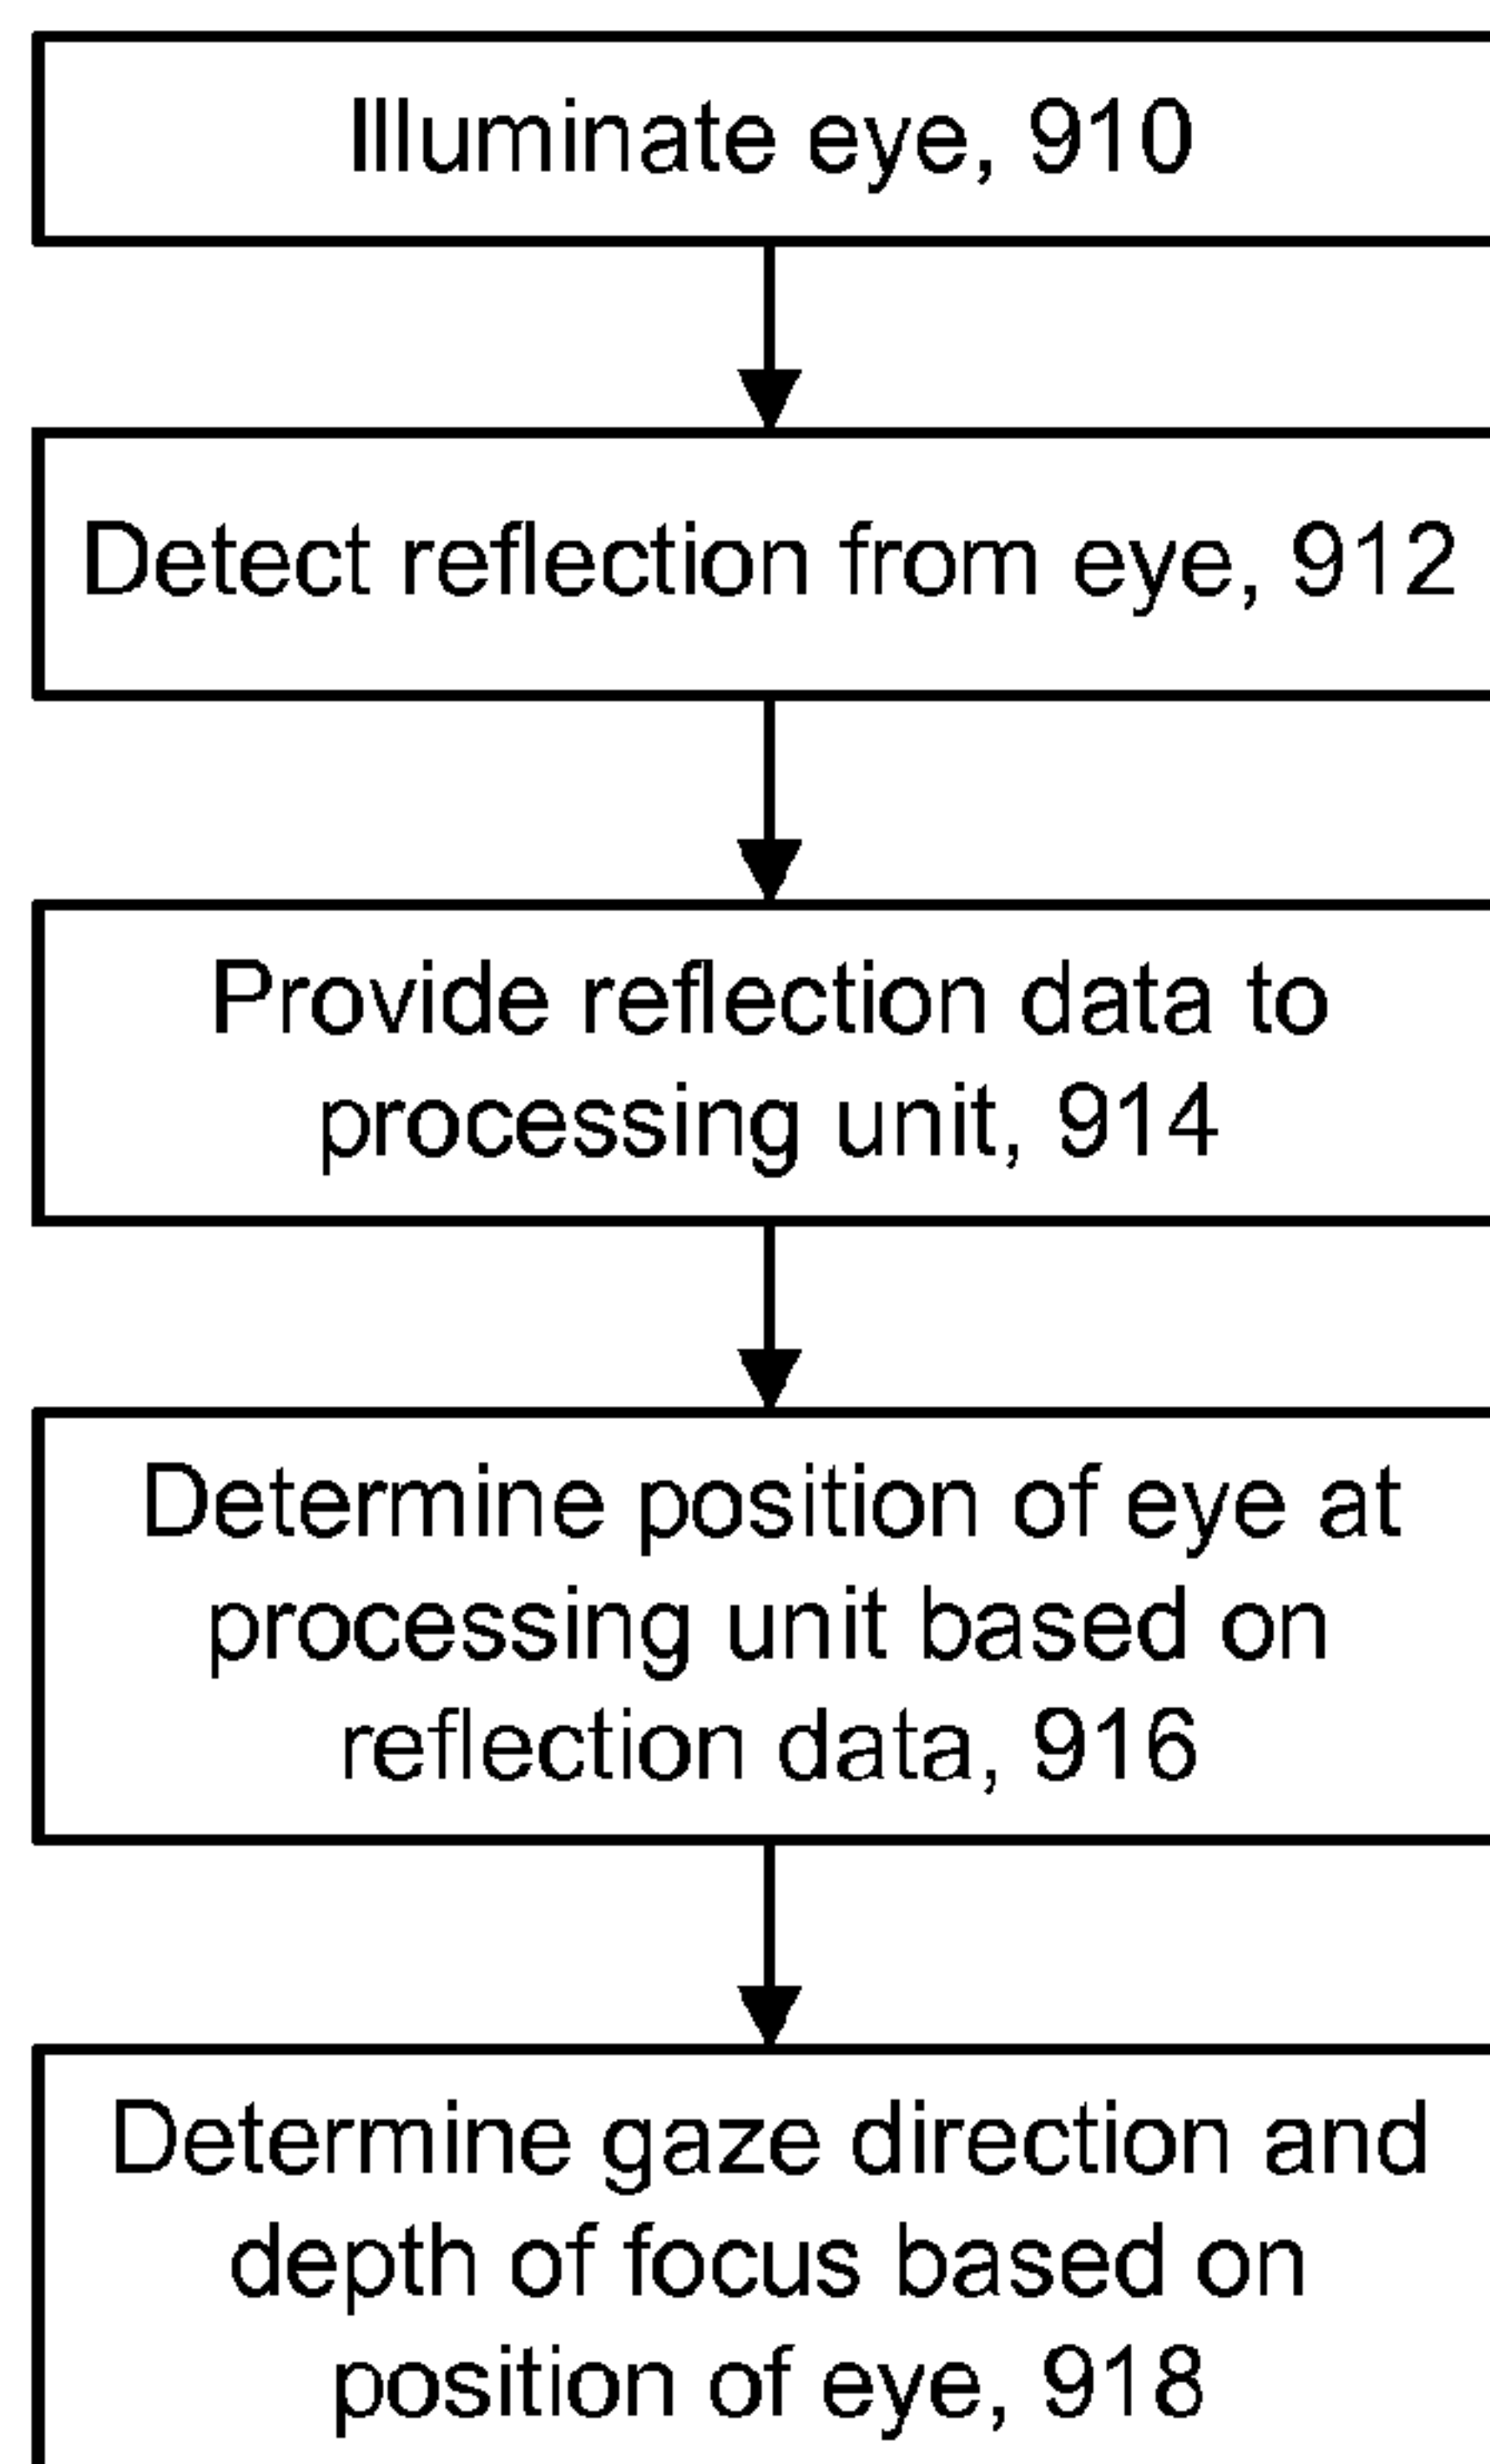 Illuminate eye, 910
Detect reflection from eye, 912
Provide reflection data to
processing unit, 914
Determine position of eye at
processing unit based on
reflection data, 916
Determine gaze direction and
depth of focus based on
position of eye, 918